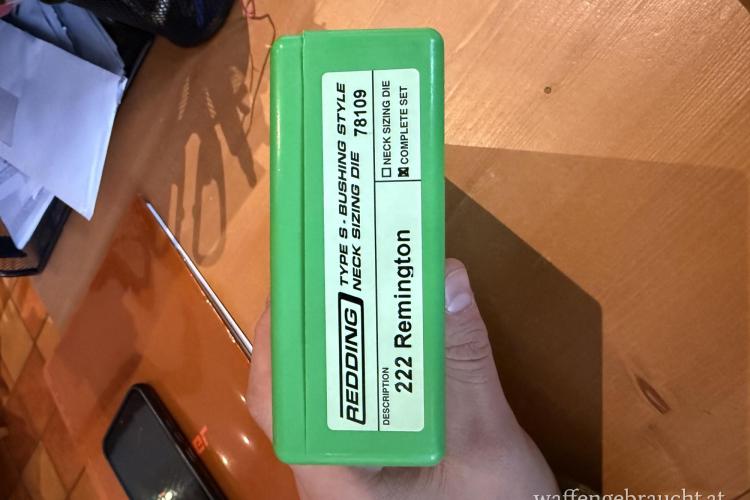 REDDING
TYPE S - BUSHING STYLE
NECK SIZING DIE 78109
DESCRIPTION
222 Remington
☐ NECK SIZING DIE
☒ COMPLETE SET
waffengebraucht.at